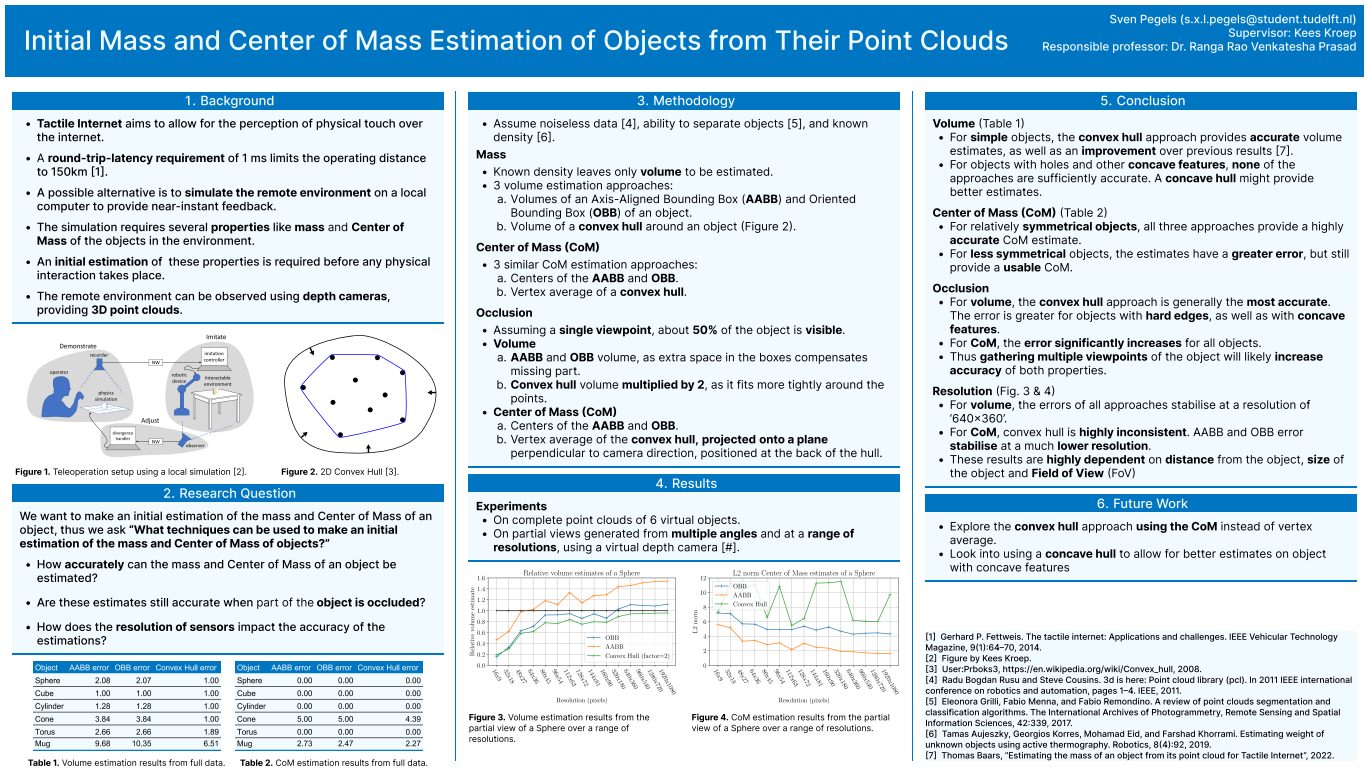 Initial Mass and Center of Mass Estimation of Objects from Their Point Clouds
Sven Pegels (s.x.l.pegels@student.tudelft.nl)
Supervisor: Kees Kroep
Responsible professor: Dr. Ranga Rao Venkatesha Prasad
1. Background
• Tactile Internet aims to allow for the perception of physical touch over
the internet.
• A round-trip-latency requirement of 1 ms limits the operating distance
to 150km [1].
• A possible alternative is to simulate the remote environment on a local
computer to provide near-instant feedback.
• The simulation requires several properties like mass and Center of
Mass of the objects in the environment.
• An initial estimation of these properties is required before any physical
interaction takes place.
• The remote environment can be observed using depth cameras,
providing 3D point clouds.
Demonstrate
Imitate
recorder
NW
imitation
controller
operator
robotic
device
Interactable
environment
physics
simulation
Adjust
divergence
handler
NW
observer
Figure 1. Teleoperation setup using a local simulation [2].
Figure 2. 2D Convex Hull [3].
2. Research Question
We want to make an initial estimation of the mass and Center of Mass of an
object, thus we ask “What techniques can be used to make an initial
estimation of the mass and Center of Mass of objects?”
• How accurately can the mass and Center of Mass of an object be
estimated?
• Are these estimates still accurate when part of the object is occluded?
• How does the resolution of sensors impact the accuracy of the
estimations?
Object AABB error OBB error Convex Hull error
Sphere 2.08 2.07 1.00
Cube 1.00 1.00 1.00
Cylinder 1.28 1.28 1.00
Cone 3.84 3.84 1.00
Torus 2.66 2.66 1.89
Mug 9.68 10.35 6.51
Table 1. Volume estimation results from full data.
Object AABB error OBB error Convex Hull error
Sphere 0.00 0.00 0.00
Cube 0.00 0.00 0.00
Cylinder 0.00 0.00 0.00
Cone 5.00 5.00 4.39
Torus 0.00 0.00 0.00
Mug 2.73 2.47 2.27
Table 2. CoM estimation results from full data.
3. Methodology
• Assume noiseless data [4], ability to separate objects [5], and known
density [6].
Mass
• Known density leaves only volume to be estimated.
• 3 volume estimation approaches:
a. Volumes of an Axis-Aligned Bounding Box (AABB) and Oriented
Bounding Box (OBB) of an object.
b. Volume of a convex hull around an object (Figure 2).
Center of Mass (CoM)
• 3 similar CoM estimation approaches:
a. Centers of the AABB and OBB.
b. Vertex average of a convex hull.
Occlusion
• Assuming a single viewpoint, about 50% of the object is visible.
• Volume
a. AABB and OBB volume, as extra space in the boxes compensates
missing part.
b. Convex hull volume multiplied by 2, as it fits more tightly around the
points.
• Center of Mass (CoM)
a. Centers of the AABB and OBB.
b. Vertex average of the convex hull, projected onto a plane
perpendicular to camera direction, positioned at the back of the hull.
4. Results
Experiments
• On complete point clouds of 6 virtual objects.
• On partial views generated from multiple angles and at a range of
resolutions, using a virtual depth camera [#].
Relative volume estimates of a Sphere
Relative volume estimate
1.6
1.4
1.2
1.0
0.8
0.6
0.4
0.2
0.0
OBB
AABB
Convex Hull (factor=2)
Resolution (pixels)
L2 norm Center of Mass estimates of a Sphere
L2 norm
12
10
8
6
4
2
0
OBB
AABB
Convex Hull
Resolution (pixels)
Figure 3. Volume estimation results from the
partial view of a Sphere over a range of
resolutions.
Figure 4. CoM estimation results from the partial
view of a Sphere over a range of resolutions.
5. Conclusion
Volume (Table 1)
• For simple objects, the convex hull approach provides accurate volume
estimates, as well as an improvement over previous results [7].
• For objects with holes and other concave features, none of the
approaches are sufficiently accurate. A concave hull might provide
better estimates.
Center of Mass (CoM) (Table 2)
• For relatively symmetrical objects, all three approaches provide a highly
accurate CoM estimate.
• For less symmetrical objects, the estimates have a greater error, but still
provide a usable CoM.
Occlusion
• For volume, the convex hull approach is generally the most accurate.
The error is greater for objects with hard edges, as well as with concave
features.
• For CoM, the error significantly increases for all objects.
• Thus gathering multiple viewpoints of the object will likely increase
accuracy of both properties.
Resolution (Fig. 3 & 4)
• For volume, the errors of all approaches stabilise at a resolution of
‘640×360’.
• For CoM, convex hull is highly inconsistent. AABB and OBB error
stabilise at a much lower resolution.
• These results are highly dependent on distance from the object, size of
the object and Field of View (FoV)
6. Future Work
• Explore the convex hull approach using the CoM instead of vertex
average.
• Look into using a concave hull to allow for better estimates on object
with concave features
[1] Gerhard P. Fettweis. The tactile internet: Applications and challenges. IEEE Vehicular Technology
Magazine, 9(1):64–70, 2014.
[2] Figure by Kees Kroep.
[3] User:Prboks3, https://en.wikipedia.org/wiki/Convex_hull, 2008.
[4] Radu Bogdan Rusu and Steve Cousins. 3d is here: Point cloud library (pcl). In 2011 IEEE international
conference on robotics and automation, pages 1–4. IEEE, 2011.
[5] Eleonora Grilli, Fabio Menna, and Fabio Remondino. A review of point clouds segmentation and
classification algorithms. The International Archives of Photogrammetry, Remote Sensing and Spatial
Information Sciences, 42:339, 2017.
[6] Tamas Aujeszky, Georgios Korres, Mohamad Eid, and Farshad Khorrami. Estimating weight of
unknown objects using active thermography. Robotics, 8(4):92, 2019.
[7] Thomas Baars, “Estimating the mass of an object from its point cloud for Tactile Internet”, 2022.